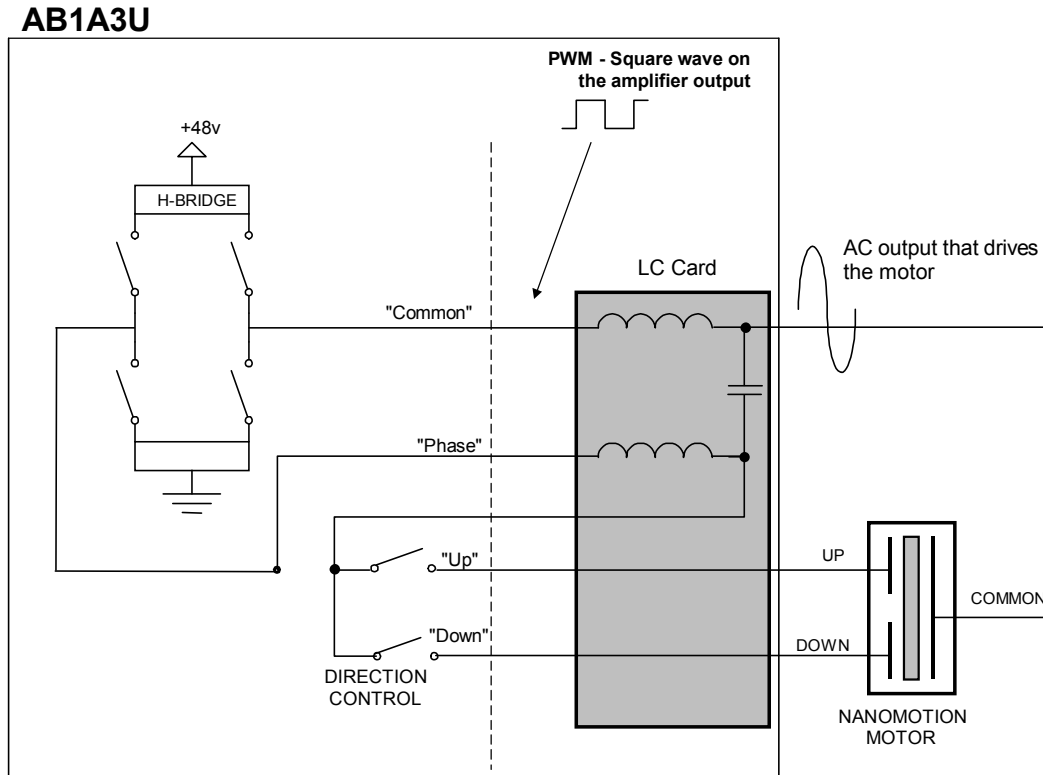 AB1A3U
PWM - Square wave on
the amplifier output
+48v
H-BRIDGE
LC Card
AC output that drives
the motor
"Common"
"Phase"
"Up"
UP
COMMON
"Down"
DOWN
DIRECTION
CONTROL
NANOMOTION
MOTOR